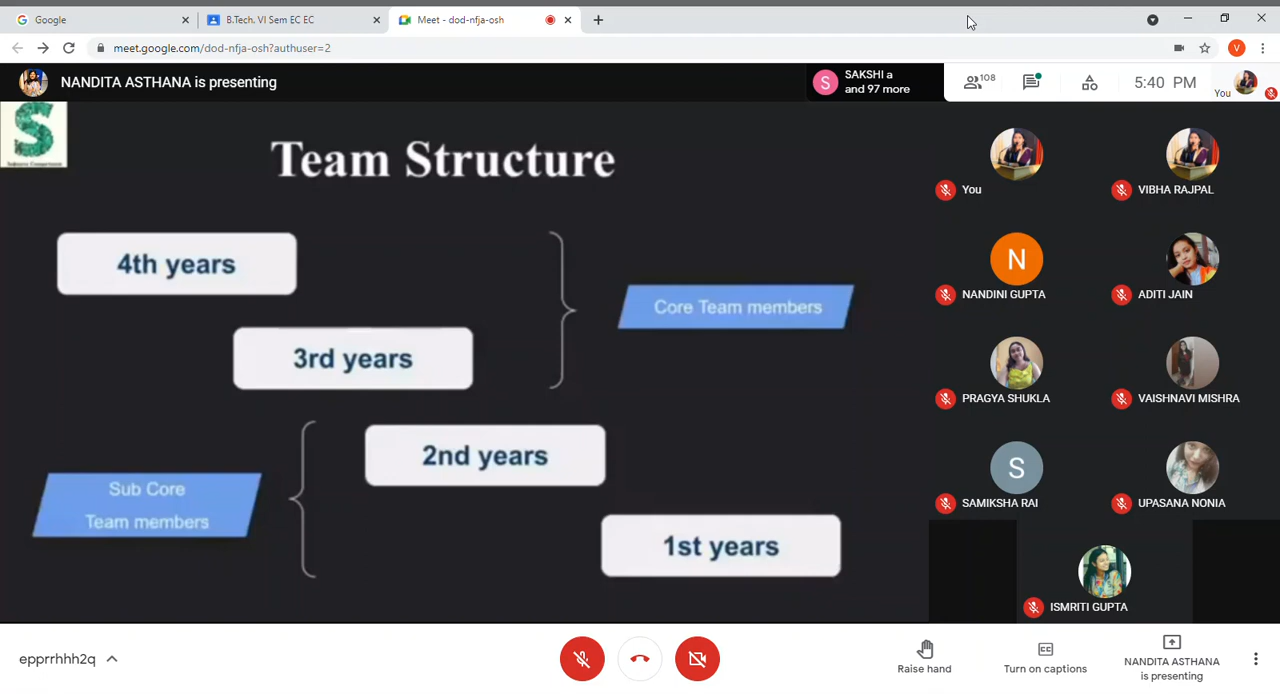 Google
B.Tech, VI Sem EC EC
Meet - dod-nfja-osh
meet.google.com/dod-nfja-osh?authuser=2
V
NANDITA ASTHANA is presenting
S
SAKSHI a
and 97 more
108
5:40 PM
You
S
Team Structure
4th years
Core Team members
3rd years
2nd years
Sub Core
Team members
1st years
You
VIBHA RAJPAL
N
NANDINI GUPTA
ADITI JAIN
PRAGYA SHUKLA
VAISHNAVI MISHRA
S
SAMIKSHA RAI
UPASANA NONIA
ISMRITI GUPTA
epprrhhh2q
Raise hand
CC
Turn on captions
NANDITA ASTHANA
is presenting